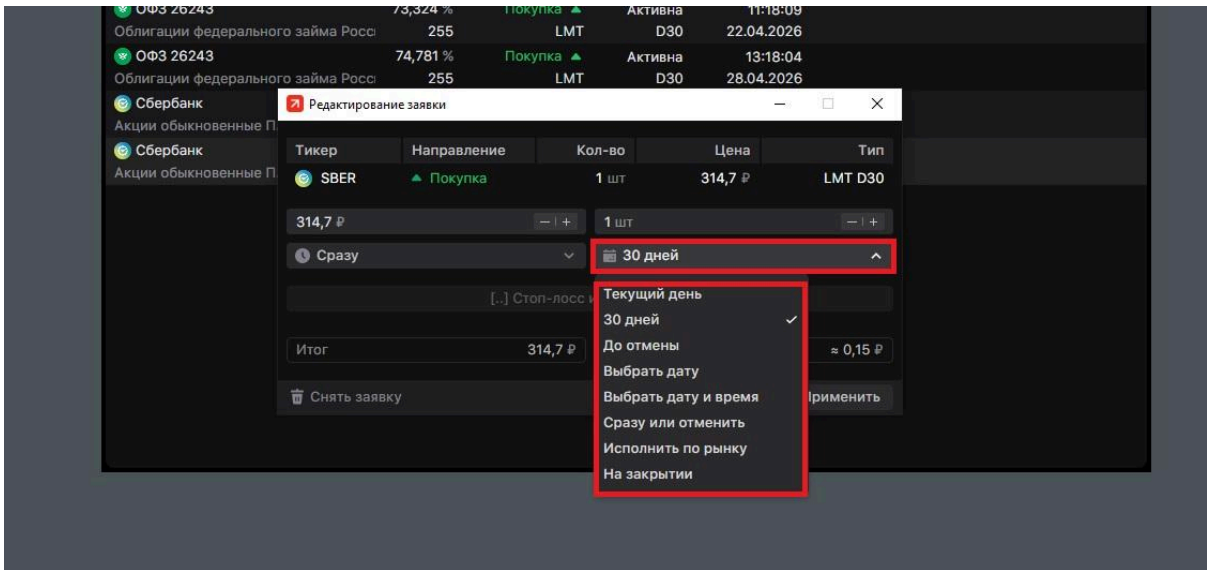 ОФЗ 26243 73,324 % Покупка Активна 11:18:09
Облигации федерального займа Росс 255 LMT D30 22.04.2026
ОФЗ 26243 74,781 % Покупка Активна 13:18:04
Облигации федерального займа Росс 255 LMT D30 28.04.2026
Сбербанк
Акции обыкновенные П
Сбербанк
Акции обыкновенные П
Редактирование заявки
Тикер Направление Кол-во Цена Тип
SBER Покупка 1 шт 314,7 ₽ LMT D30
314,7 ₽ − | + 1 шт − | +
Сразу 30 дней
[..] Стоп-лосс и
Текущий день
30 дней
До отмены
Выбрать дату
Выбрать дату и время
Сразу или отменить
Исполнить по рынку
На закрытии
Итог 314,7 ₽ ≈ 0,15 ₽
Снять заявку рименить